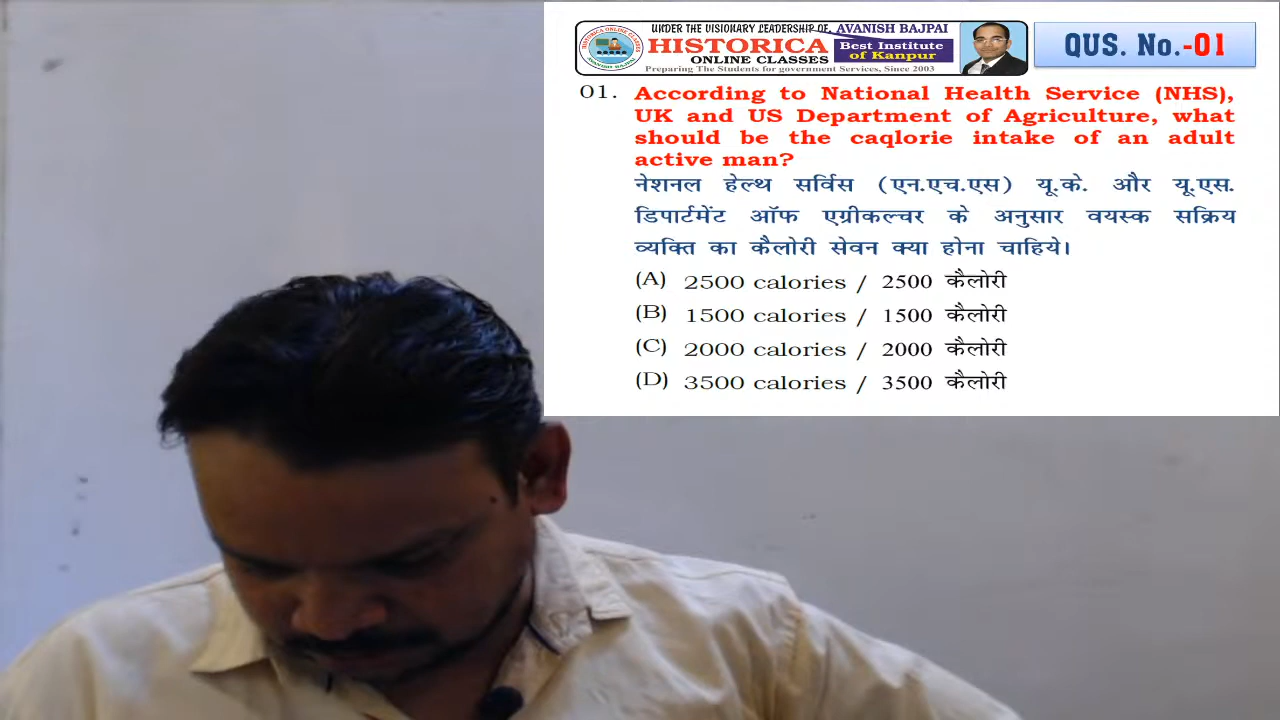 UNDER THE VISIONARY LEADERSHIP OF, AVANISH BAJPAI
HISTORICA
ONLINE CLASSES
Best Institute
of Kanpur
Preparing The Students for government Services, Since 2003
QUS. No.-01
01. According to National Health Service (NHS),
UK and US Department of Agriculture, what
should be the caqlorie intake of an adult
active man?
नेशनल हेल्थ सर्विस (एन.एच.एस) यू.के. और यू.एस.
डिपार्टमेंट ऑफ एग्रीकल्चर के अनुसार वयस्क सक्रिय
व्यक्ति का कैलोरी सेवन क्या होना चाहिये।
(A) 2500 calories / 2500 कैलोरी
(B) 1500 calories / 1500 कैलोरी
(C) 2000 calories / 2000 कैलोरी
(D) 3500 calories / 3500 कैलोरी